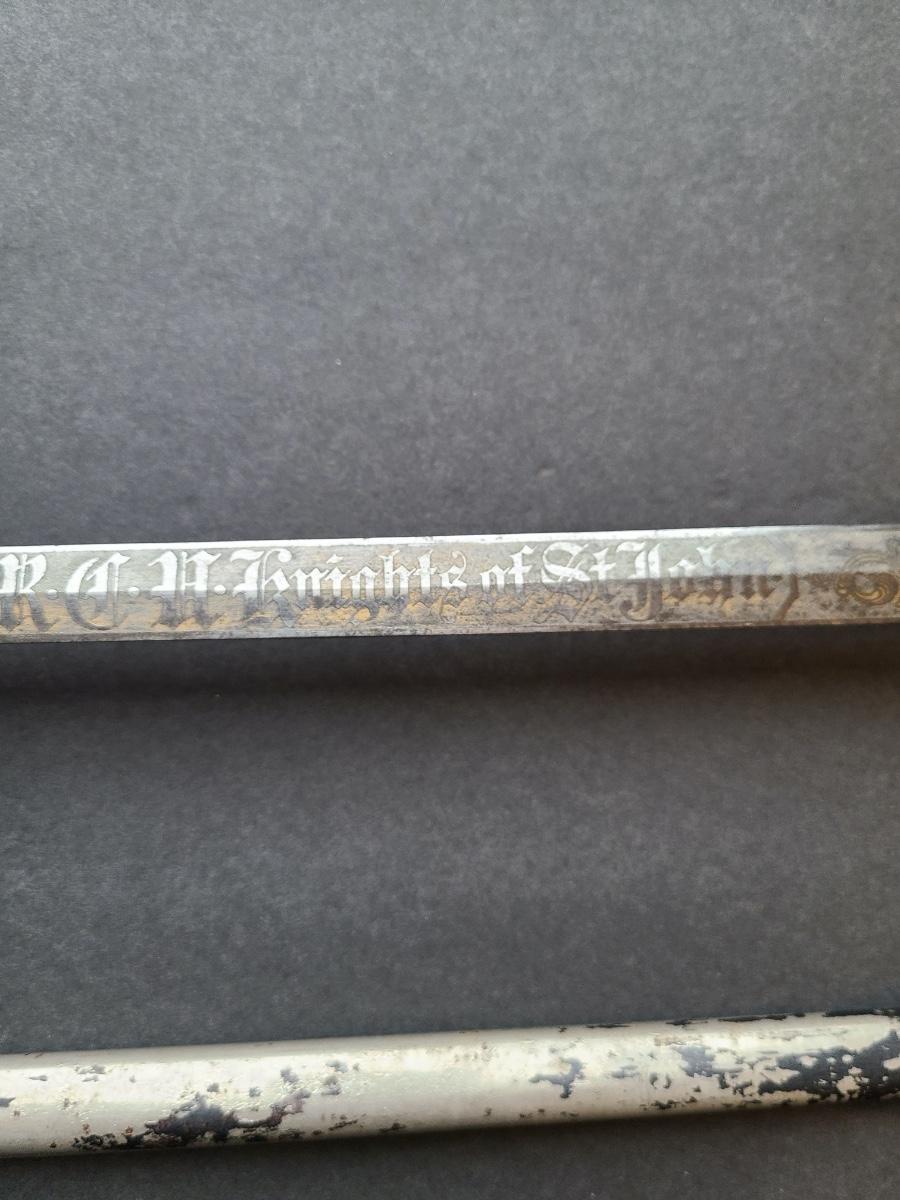 R. C. U. Knights of St John